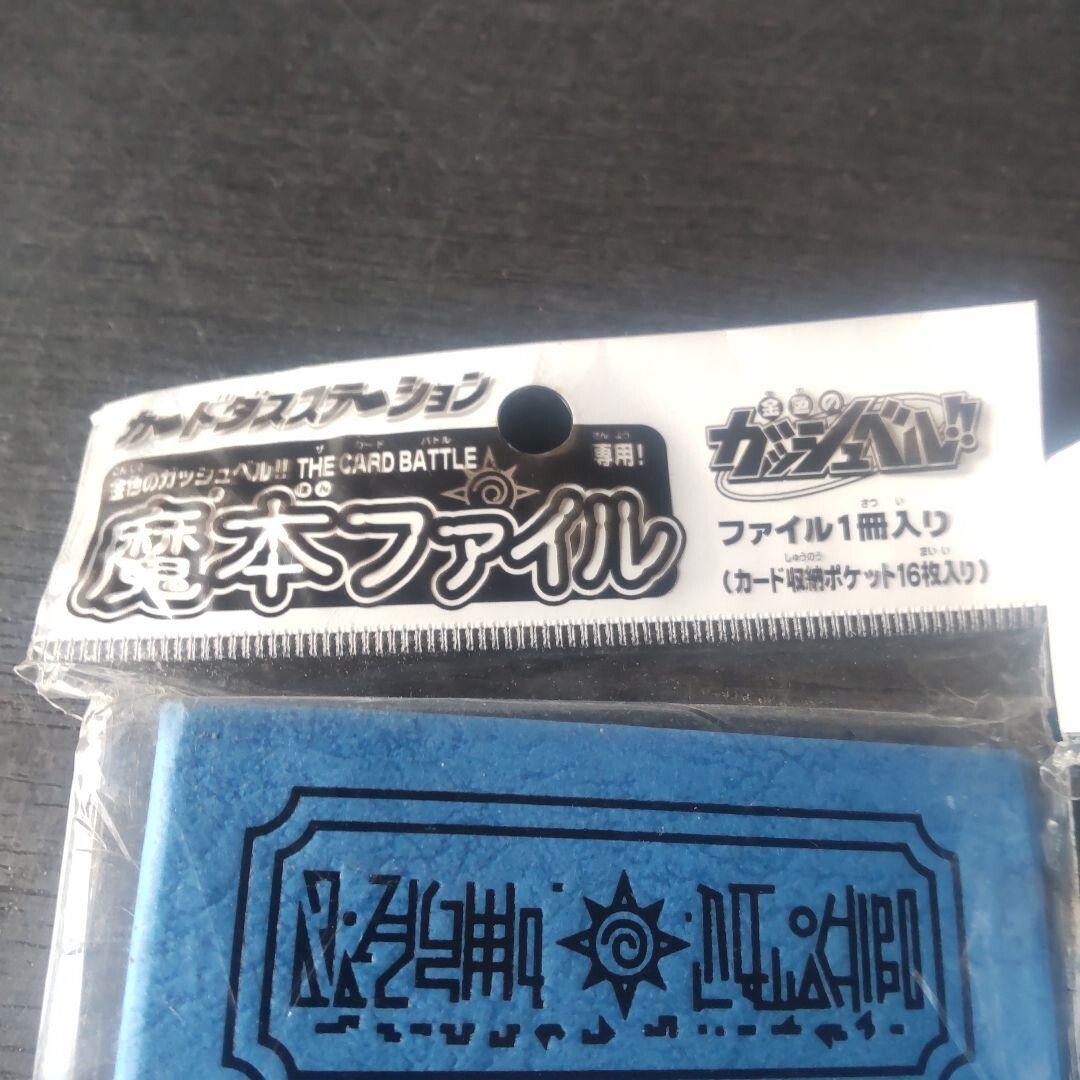 カードダスステーション
金色のガッシュベル!! THE CARD BATTLE 専用!
魔本ファイル
金色の
ガッシュベル!!
ファイル1冊入り
(カード収納ポケット16枚入り)